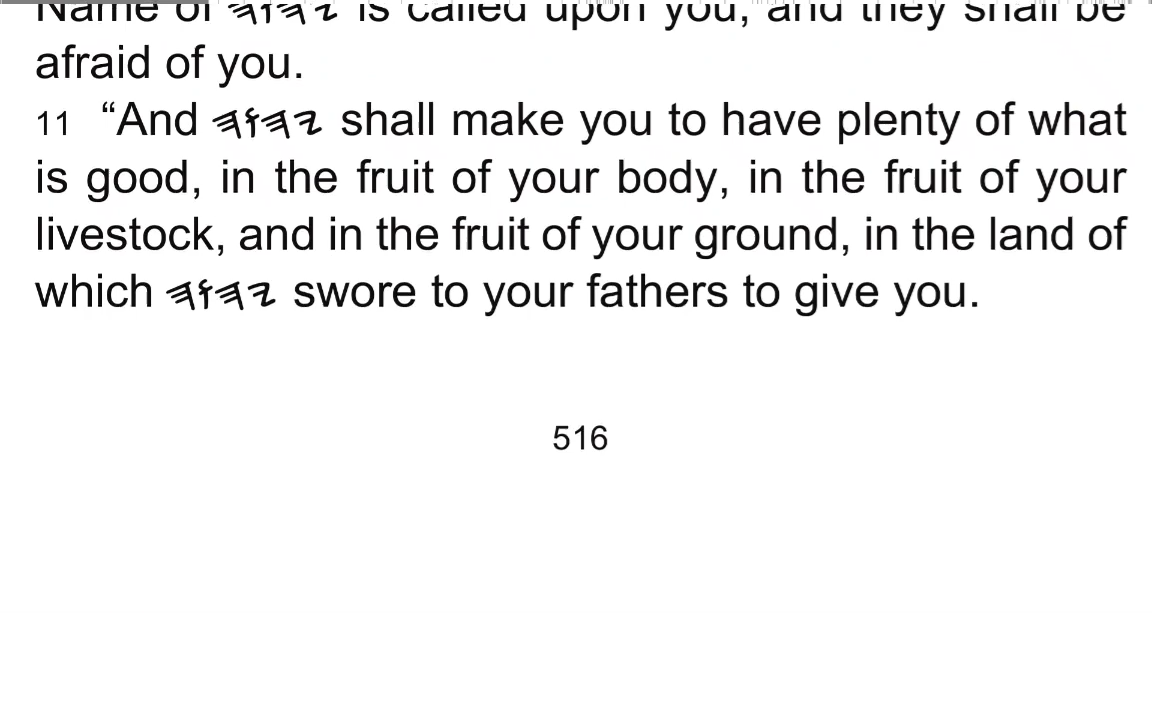 Name of 𐤉𐤄𐤅𐤄 is called upon you, and they shall be
afraid of you.
11 “And 𐤉𐤄𐤅𐤄 shall make you to have plenty of what
is good, in the fruit of your body, in the fruit of your
livestock, and in the fruit of your ground, in the land of
which 𐤉𐤄𐤅𐤄 swore to your fathers to give you.
516